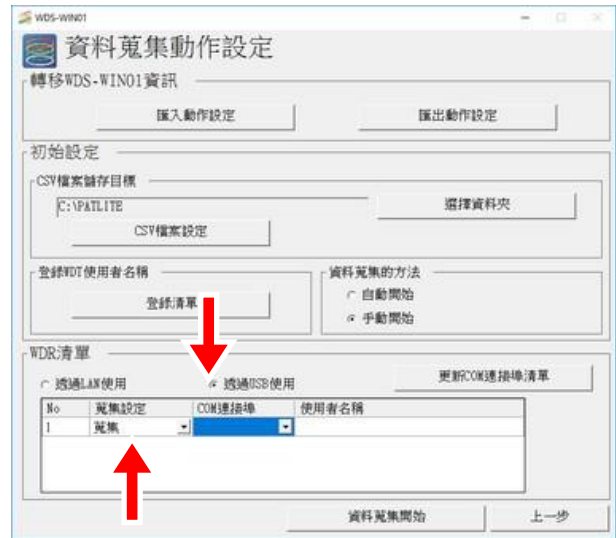 WDS-WIN01
資料蒐集動作設定
轉移WDS-WIN01資訊
匯入動作設定
匯出動作設定
初始設定
CSV檔案儲存目標
C:\PATLITE
選擇資料夾
CSV檔案設定
登錄WDT使用者名稱
登錄清單
資料蒐集的方法
自動開始
手動開始
WDR清單
透過LAN使用
透過USB使用
更新COM連接埠清單
No 蒐集設定 COM連接埠 使用者名稱
1 蒐集
資料蒐集開始
上一步